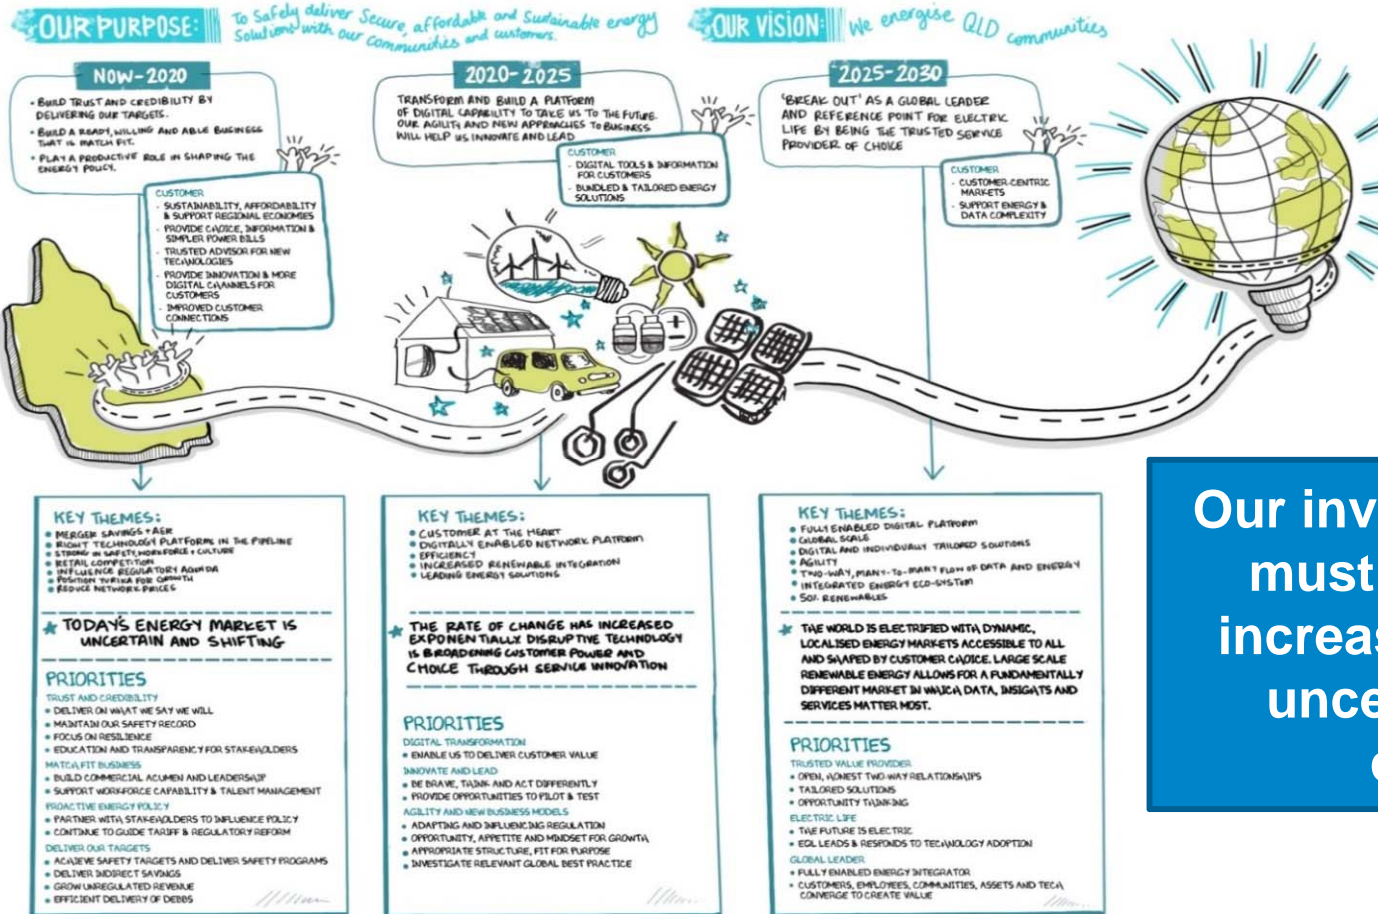 OUR PURPOSE:
To Safely deliver Secure, affordable and Sustainable energy
Solutions with our communities and customers.
OUR VISION:
We energise QLD communities
NOW-2020
• BUILD TRUST AND CREDIBILITY BY
DELIVERING OUR TARGETS.
• BUILD A READY, WILLING AND ABLE BUSINESS
THAT IS MATCH FIT.
• PLAY A PRODUCTIVE ROLE IN SHAPING THE
ENERGY POLICY.
CUSTOMER
- SUSTAINABILITY, AFFORDABILITY
& SUPPORT REGIONAL ECONOMIES
- PROVIDE CHOICE, INFORMATION &
SIMPLER POWER BILLS
- TRUSTED ADVISOR FOR NEW
TECHNOLOGIES
- PROVIDE INNOVATION & MORE
DIGITAL CHANNELS FOR
CUSTOMERS
- IMPROVED CUSTOMER
CONNECTIONS
2020-2025
TRANSFORM AND BUILD A PLATFORM
OF DIGITAL CAPABILITY TO TAKE US TO THE FUTURE.
OUR AGILITY AND NEW APPROACHES TO BUSINESS
WILL HELP US INNOVATE AND LEAD
CUSTOMER
- DIGITAL TOOLS & INFORMATION
FOR CUSTOMERS
- BUNDLED & TAILORED ENERGY
SOLUTIONS
2025-2030
'BREAK OUT' AS A GLOBAL LEADER
AND REFERENCE POINT FOR ELECTRIC
LIFE BY BEING THE TRUSTED SERVICE
PROVIDER OF CHOICE
CUSTOMER
- CUSTOMER-CENTRIC
MARKETS
- SUPPORT ENERGY &
DATA COMPLEXITY
KEY THEMES:
• MERGER SAVINGS + AER
• RIGHT TECHNOLOGY PLATFORMS IN THE PIPELINE
• STRONG IN SAFETY, WORKFORCE + CULTURE
• RETAIL COMPETITION
• INFLUENCE REGULATORY AGENDA
• POSITION YURIKA FOR GROWTH
• REDUCE NETWORK PRICES
TODAY'S ENERGY MARKET IS
UNCERTAIN AND SHIFTING
PRIORITIES
TRUST AND CREDIBILITY
• DELIVER ON WHAT WE SAY WE WILL
• MAINTAIN OUR SAFETY RECORD
• FOCUS ON RESILIENCE
• EDUCATION AND TRANSPARENCY FOR STAKEHOLDERS
MATCH FIT BUSINESS
• BUILD COMMERCIAL ACUMEN AND LEADERSHIP
• SUPPORT WORKFORCE CAPABILITY & TALENT MANAGEMENT
PROACTIVE ENERGY POLICY
• PARTNER WITH STAKEHOLDERS TO INFLUENCE POLICY
• CONTINUE TO GUIDE TARIFF & REGULATORY REFORM
DELIVER OUR TARGETS
• ACHIEVE SAFETY TARGETS AND DELIVER SAFETY PROGRAMS
• DELIVER INDIRECT SAVINGS
• GROW UNREGULATED REVENUE
• EFFICIENT DELIVERY OF DEBBS
KEY THEMES:
• CUSTOMER AT THE HEART
• DIGITALLY ENABLED NETWORK PLATFORM
• EFFICIENCY
• INCREASED RENEWABLE INTEGRATION
• LEADING ENERGY SOLUTIONS
THE RATE OF CHANGE HAS INCREASED
EXPONENTIALLY DISRUPTIVE TECHNOLOGY
IS BROADENING CUSTOMER POWER AND
CHOICE THROUGH SERVICE INNOVATION
PRIORITIES
DIGITAL TRANSFORMATION
• ENABLE US TO DELIVER CUSTOMER VALUE
INNOVATE AND LEAD
• BE BRAVE, THINK AND ACT DIFFERENTLY
• PROVIDE OPPORTUNITIES TO PILOT & TEST
AGILITY AND NEW BUSINESS MODELS
• ADAPTING AND INFLUENCING REGULATION
• OPPORTUNITY, APPETITE AND MINDSET FOR GROWTH
• APPROPRIATE STRUCTURE, FIT FOR PURPOSE
• INVESTIGATE RELEVANT GLOBAL BEST PRACTICE
KEY THEMES:
• FULLY ENABLED DIGITAL PLATFORM
• GLOBAL SCALE
• DIGITAL AND INDIVIDUALLY TAILORED SOLUTIONS
• AGILITY
• TWO-WAY, MANY-TO-MANY FLOW OF DATA AND ENERGY
• INTEGRATED ENERGY ECO-SYSTEM
• 50% RENEWABLES
THE WORLD IS ELECTRIFIED WITH DYNAMIC,
LOCALISED ENERGY MARKETS ACCESSIBLE TO ALL
AND SHAPED BY CUSTOMER CHOICE. LARGE SCALE
RENEWABLE ENERGY ALLOWS FOR A FUNDAMENTALLY
DIFFERENT MARKET IN WHICH DATA, INSIGHTS AND
SERVICES MATTER MOST.
PRIORITIES
TRUSTED VALUE PROVIDER
• OPEN, HONEST TWO-WAY RELATIONSHIPS
• TAILORED SOLUTIONS
• OPPORTUNITY THINKING
ELECTRIC LIFE
• THE FUTURE IS ELECTRIC
• EQL LEADS & RESPONDS TO TECHNOLOGY ADOPTION
GLOBAL LEADER
• FULLY ENABLED ENERGY INTEGRATOR
• CUSTOMERS, EMPLOYEES, COMMUNITIES, ASSETS AND TECH
CONVERGE TO CREATE VALUE
Our inv
must
increas
unce